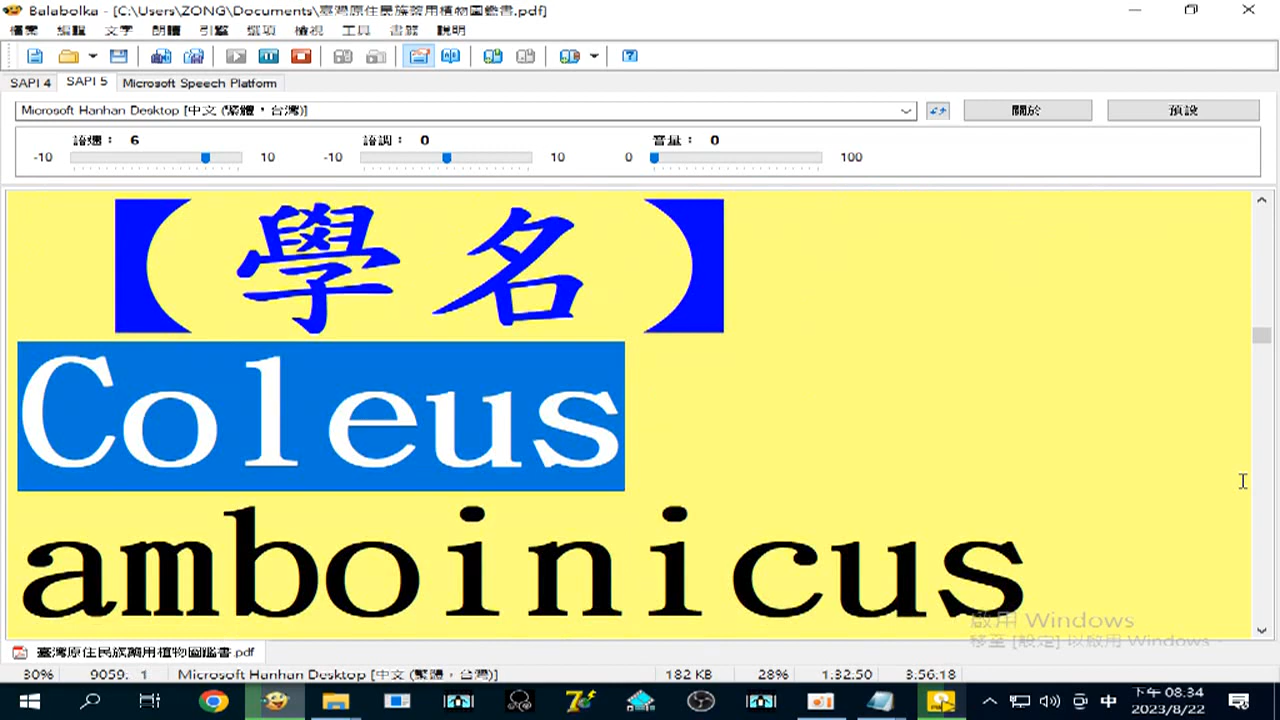 Balabolka - [C:\Users\ZONG\Documents\臺灣原住民族藥用植物圖鑑書.pdf]
檔案 編輯 文字 朗讀 引擎 選項 檢視 工具 書籤 說明
SAPI 4 SAPI 5 Microsoft Speech Platform
Microsoft Hanhan Desktop [中文 (繁體，台灣)] 關於 預設
語速： 6 語調： 0 音量： 0
-10 10 -10 10 0 100
【學名】
Coleus
amboinicus
啟用 Windows
移至 [設定] 以啟用 Windows。
臺灣原住民族藥用植物圖鑑書.pdf
30% 9059. 1 Microsoft Hanhan Desktop [中文 (繁體，台灣)] 182 KB 28% 1.32.50 3.56.18
中 下午 08:34
2023/8/22